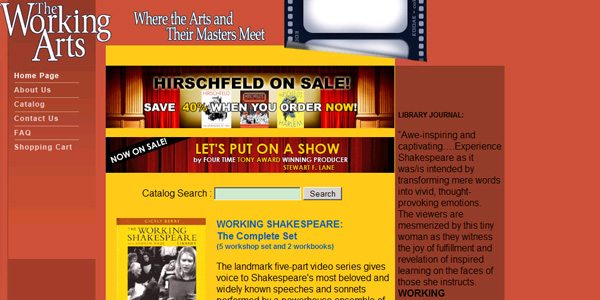 The Working Arts
Where the Arts and
Their Masters Meet
Home Page
About Us
Catalog
Contact Us
FAQ
Shopping Cart
HIRSCHFELD ON SALE!
SAVE 40% WHEN YOU ORDER NOW!
NOW ON SALE!
LET'S PUT ON A SHOW
by FOUR TIME TONY AWARD WINNING PRODUCER
STEWART F. LANE
Catalog Search :
Search
CICELY BERRY
THE WORKING
SHAKESPEARE
LIBRARY
WORKING SHAKESPEARE:
The Complete Set
(5 workshop set and 2 workbooks)
The landmark five-part video series gives
voice to Shakespeare's most beloved and
widely known speeches and sonnets
performed by a powerhouse ensemble of
LIBRARY JOURNAL:
"Awe-inspiring and
captivating....Experience
Shakespeare as it
was/is intended by
transforming mere words
into vivid, thought-
provoking emotions.
The viewers are
mesmerized by this tiny
woman as they witness
the joy of fulfillment and
revelation of inspired
learning on the faces of
those she instructs.
WORKING